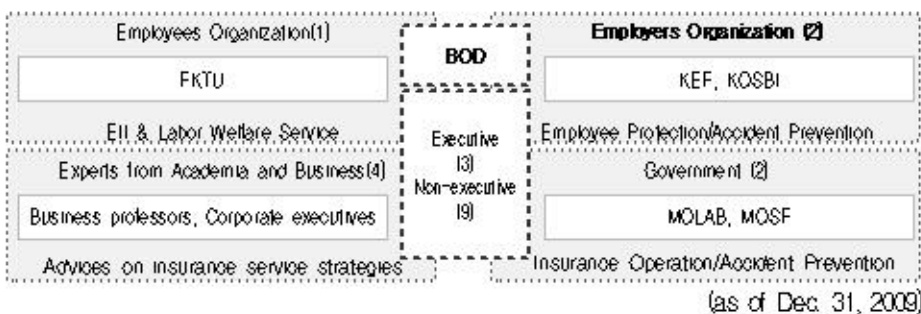 Employees Organization(1)
FKTU
EII & Labor Welfare Service
BOD
Executive
(3)
Non-executive
(9)
Employers Organization (2)
KEF, KOSBI
Employee Protection/Accident Prevention
Experts from Academia and Business(4)
Business professors, Corporate executives
Advices on insurance service strategies
Government (2)
MOLAB, MOSF
Insurance Operation/Accident Prevention
(as of Dec. 31, 2009)